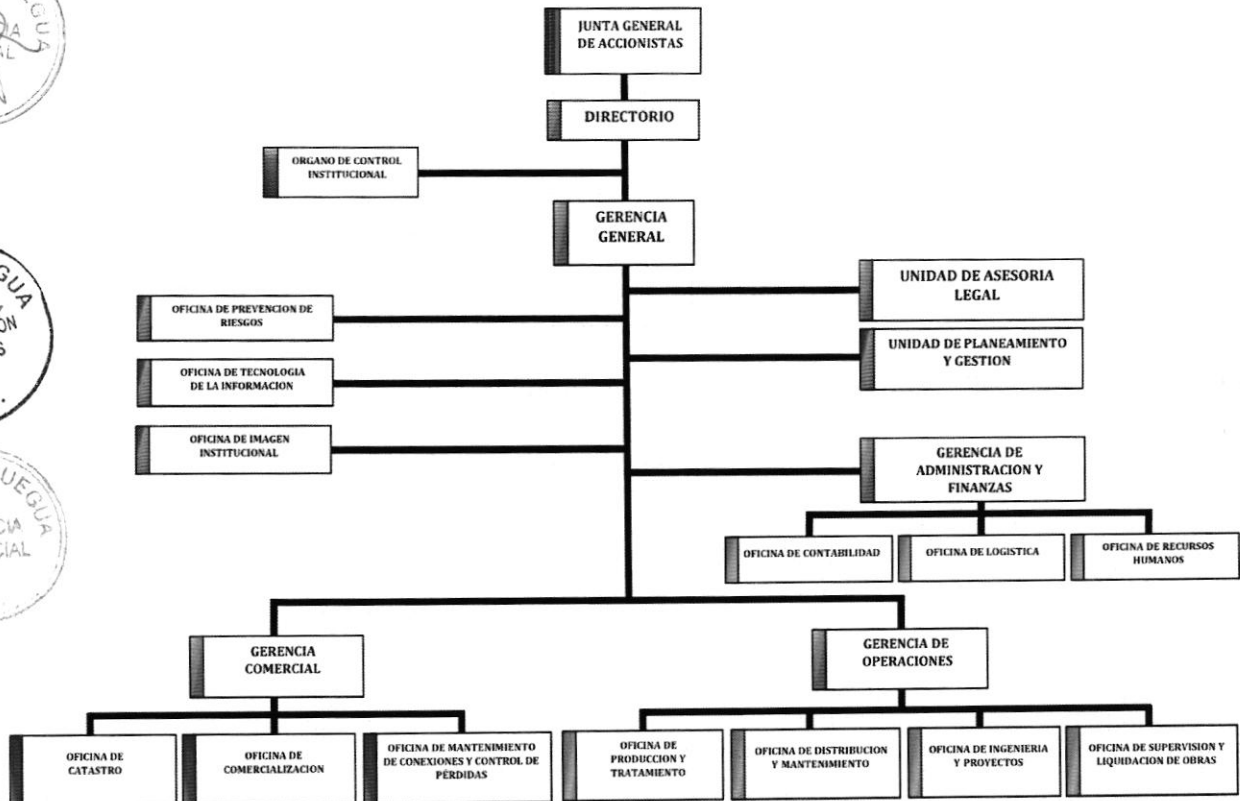 JUNTA GENERAL
DE ACCIONISTAS
DIRECTORIO
ORGANO DE CONTROL
INSTITUCIONAL
GERENCIA
GENERAL
UNIDAD DE ASESORIA
LEGAL
OFICINA DE PREVENCION DE
RIESGOS
UNIDAD DE PLANEAMIENTO
Y GESTION
OFICINA DE TECNOLOGIA
DE LA INFORMACION
OFICINA DE IMAGEN
INSTITUCIONAL
GERENCIA DE
ADMINISTRACION Y
FINANZAS
OFICINA DE CONTABILIDAD
OFICINA DE LOGISTICA
OFICINA DE RECURSOS
HUMANOS
GERENCIA
COMERCIAL
GERENCIA DE
OPERACIONES
OFICINA DE
CATASTRO
OFICINA DE
COMERCIALIZACION
OFICINA DE MANTENIMIENTO
DE CONEXIONES Y CONTROL DE
PÉRDIDAS
OFICINA DE
PRODUCCION Y
TRATAMIENTO
OFICINA DE DISTRIBUCION
Y MANTENIMIENTO
OFICINA DE INGENIERIA
Y PROYECTOS
OFICINA DE SUPERVISION Y
LIQUIDACION DE OBRAS